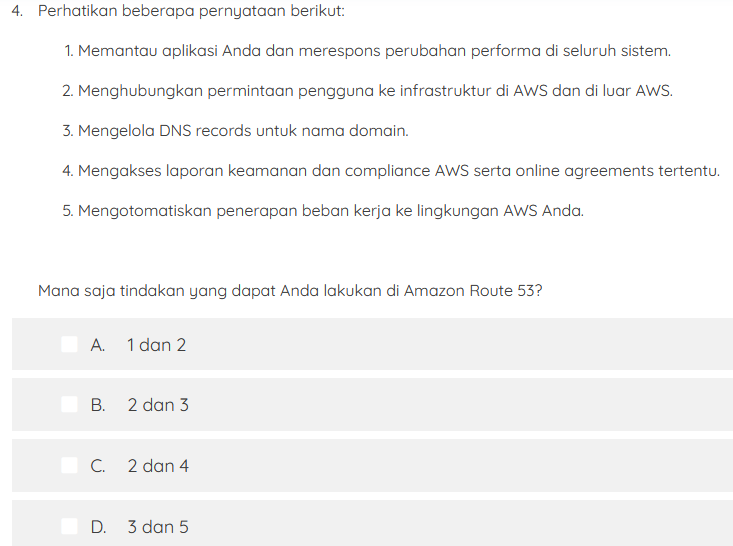 4. Perhatikan beberapa pernyataan berikut:
1. Memantau aplikasi Anda dan merespons perubahan performa di seluruh sistem.
2. Menghubungkan permintaan pengguna ke infrastruktur di AWS dan di luar AWS.
3. Mengelola DNS records untuk nama domain.
4. Mengakses laporan keamanan dan compliance AWS serta online agreements tertentu.
5. Mengotomatiskan penerapan beban kerja ke lingkungan AWS Anda.
Mana saja tindakan yang dapat Anda lakukan di Amazon Route 53?
A. 1 dan 2
B. 2 dan 3
C. 2 dan 4
D. 3 dan 5